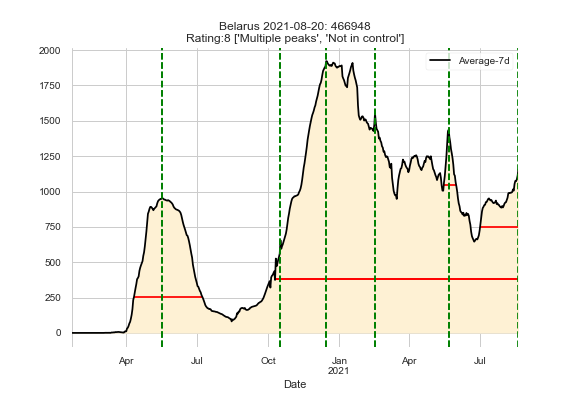 Belarus 2021-08-20: 466948
Rating:8 ['Multiple peaks', 'Not in control']
Average-7d
2000
1750
1500
1250
1000
750
500
250
0
Apr
Jul
Oct
Jan
2021
Apr
Jul
Date